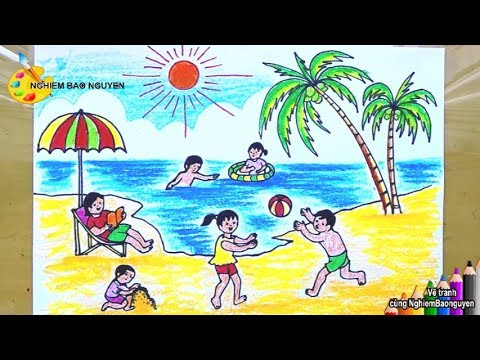 NGHIEM BAO NGUYEN
Vẽ tranh
cùng NghiemBaonguyen